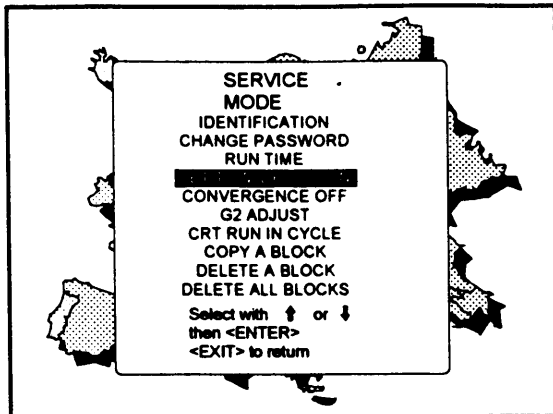 SERVICE
MODE
IDENTIFICATION
CHANGE PASSWORD
RUN TIME
CONVERGENCE OFF
G2 ADJUST
CRT RUN IN CYCLE
COPY A BLOCK
DELETE A BLOCK
DELETE ALL BLOCKS
Select with ⬆ or ⬇
then <ENTER>
<EXIT> to return